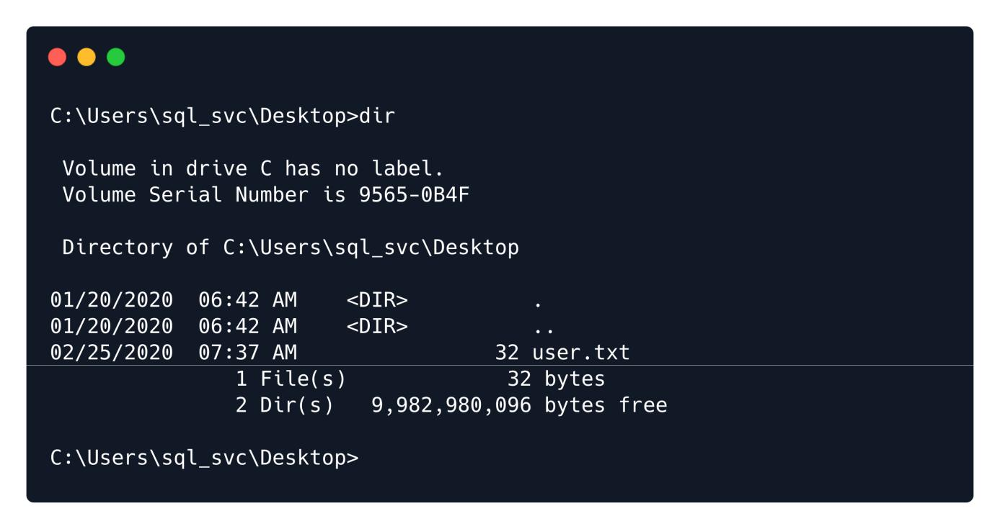 C:\Users\sql_svc\Desktop>dir
Volume in drive C has no label.
Volume Serial Number is 9565-0B4F
Directory of C:\Users\sql_svc\Desktop
01/20/2020  06:42 AM    <DIR>          .
01/20/2020  06:42 AM    <DIR>          ..
02/25/2020  07:37 AM                32 user.txt
1 File(s)             32 bytes
2 Dir(s)   9,982,980,096 bytes free
C:\Users\sql_svc\Desktop>